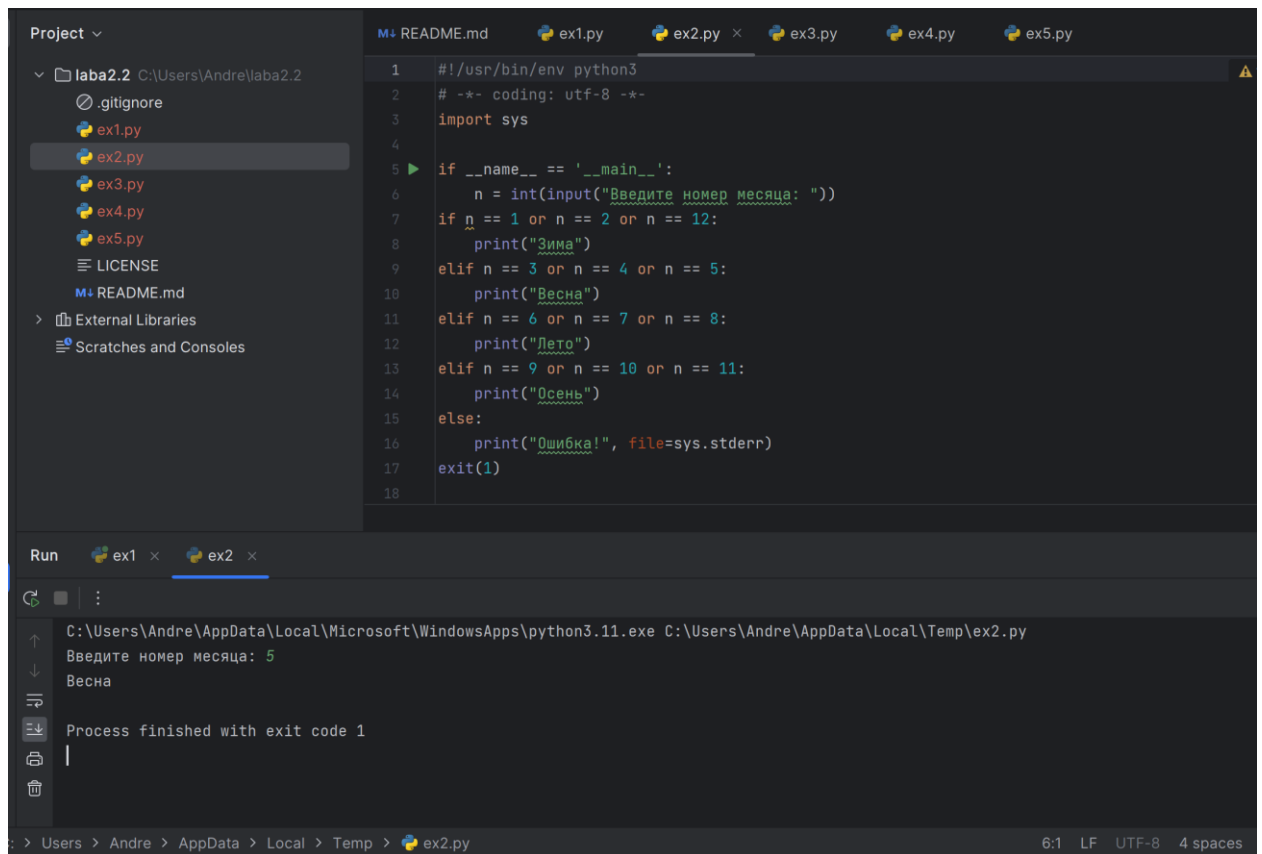 Project
README.md ex1.py ex2.py × ex3.py ex4.py ex5.py
laba2.2 C:\Users\Andre\laba2.2
.gitignore
ex1.py
ex2.py
ex3.py
ex4.py
ex5.py
LICENSE
M↓ README.md
External Libraries
Scratches and Consoles
1 #!/usr/bin/env python3
2 # -*- coding: utf-8 -*-
3 import sys
4
5 if __name__ == '__main__':
6     n = int(input("Введите номер месяца: "))
7 if n == 1 or n == 2 or n == 12:
8     print("Зима")
9 elif n == 3 or n == 4 or n == 5:
10     print("Весна")
11 elif n == 6 or n == 7 or n == 8:
12     print("Лето")
13 elif n == 9 or n == 10 or n == 11:
14     print("Осень")
15 else:
16     print("Ошибка!", file=sys.stderr)
17 exit(1)
18
Run ex1 × ex2 ×
C:\Users\Andre\AppData\Local\Microsoft\WindowsApps\python3.11.exe C:\Users\Andre\AppData\Local\Temp\ex2.py
Введите номер месяца: 5
Весна
Process finished with exit code 1
> Users > Andre > AppData > Local > Temp > ex2.py 6:1 LF UTF-8 4 spaces